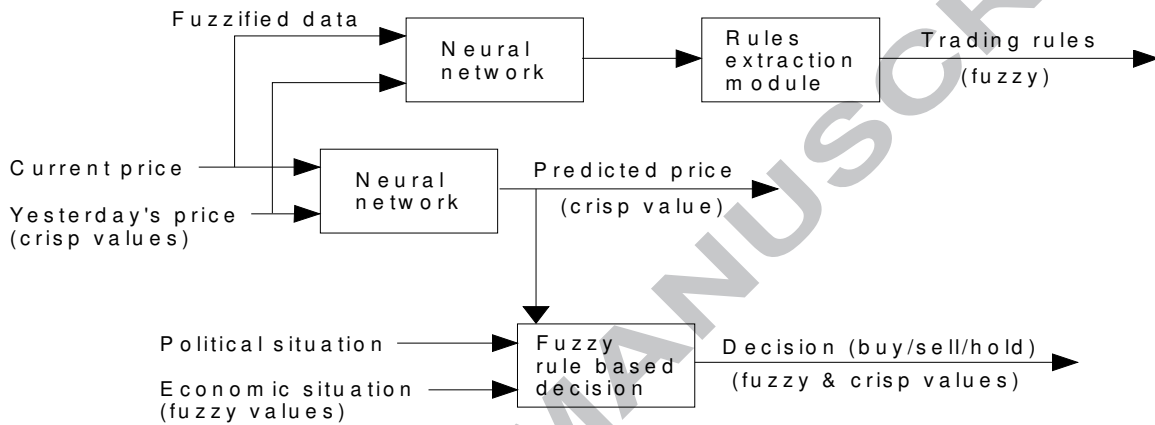 Fuzzified data
Neural
network
Rules
extraction
module
Trading rules
(fuzzy)
Current price
Yesterday's price
(crisp values)
Neural
network
Predicted price
(crisp value)
Political situation
Economic situation
(fuzzy values)
Fuzzy
rule based
decision
Decision (buy/sell/hold)
(fuzzy & crisp values)
MANUSCR